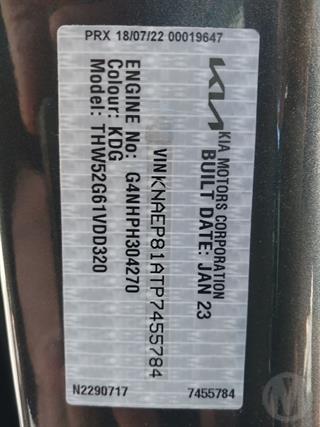 PRX 18/07/22 00019647
KIA
KIA MOTORS CORPORATION
BUILT DATE: JAN 23
VIN KNAEP81ATP7455784
ENGINE No: G4NHPH304270
Colour: KDG
THW52G61VDD320
N2290717
7455784